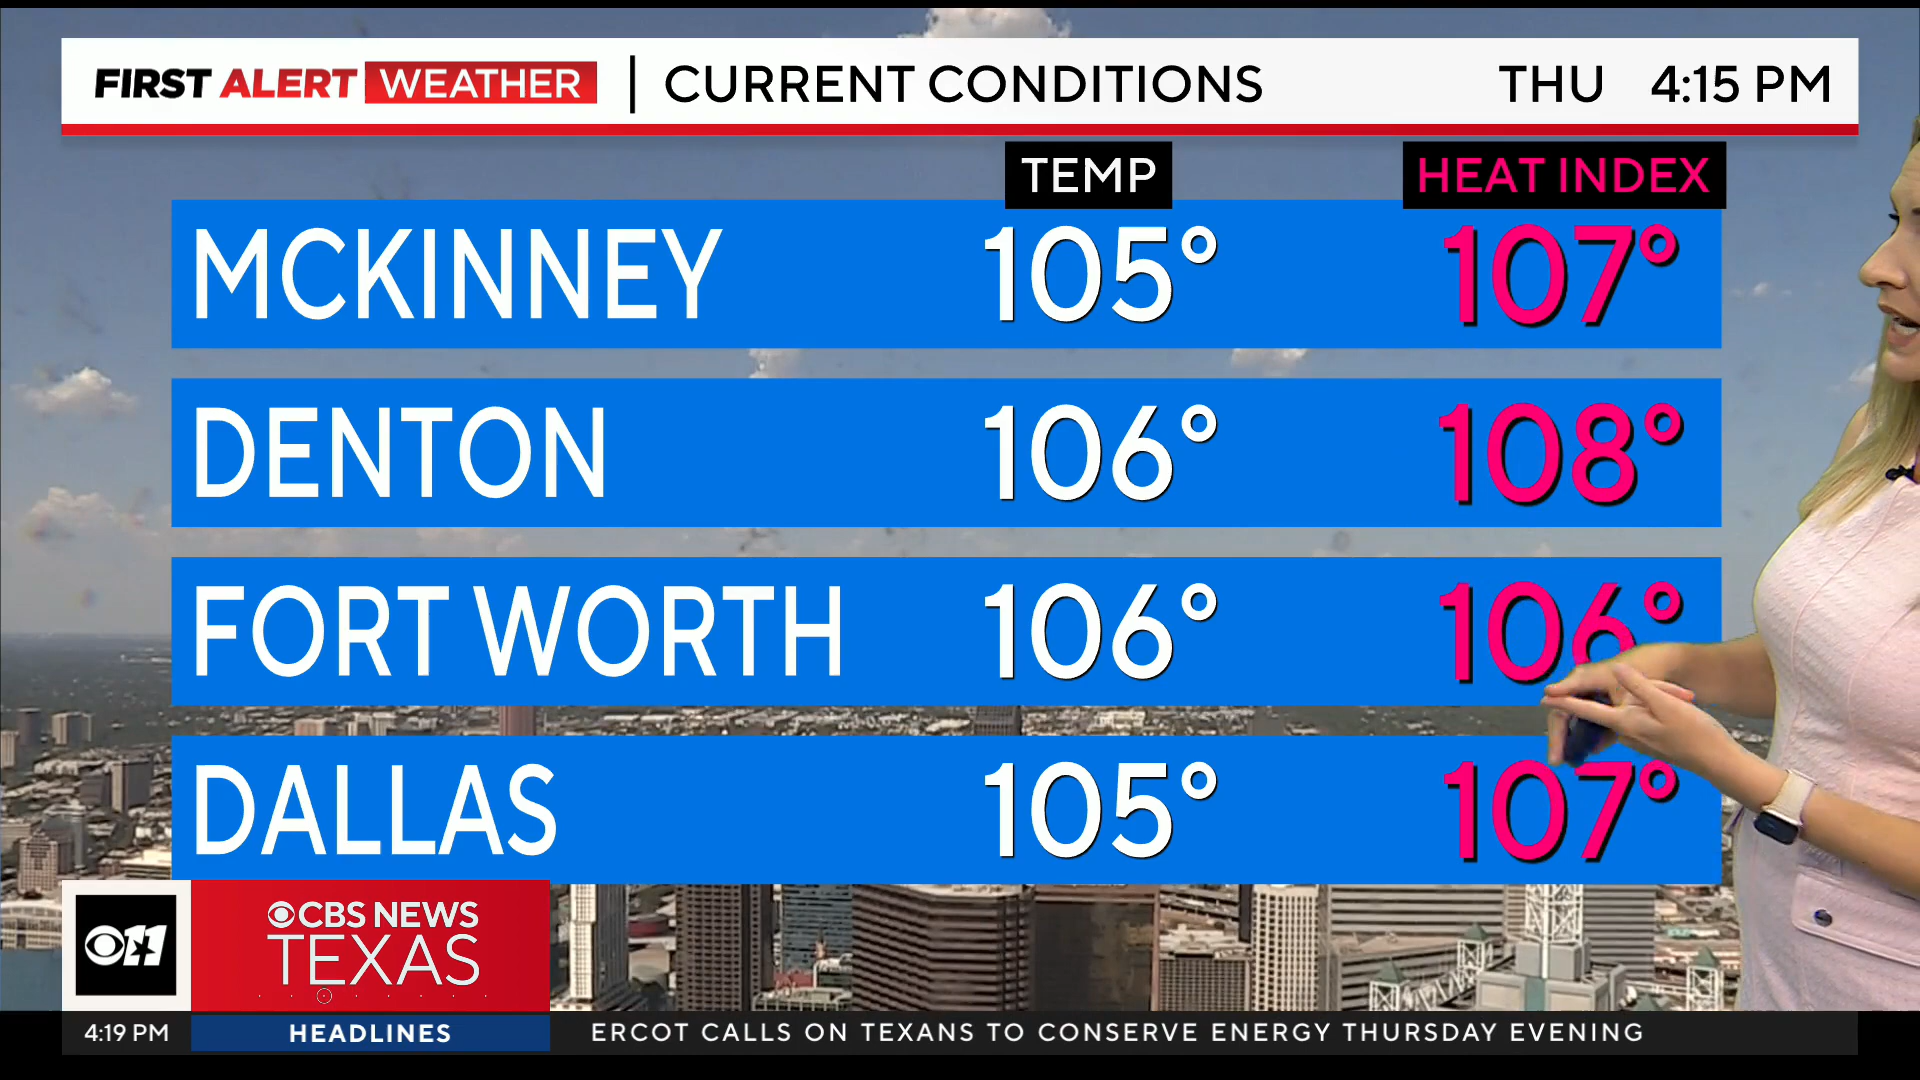 FIRST ALERT WEATHER | CURRENT CONDITIONS THU 4:15 PM
TEMP HEAT INDEX
MCKINNEY 105° 107°
DENTON 106° 108°
FORT WORTH 106° 106°
DALLAS 105° 107°
11 CBS NEWS
TEXAS
4:19 PM HEADLINES ERCOT CALLS ON TEXANS TO CONSERVE ENERGY THURSDAY EVENING